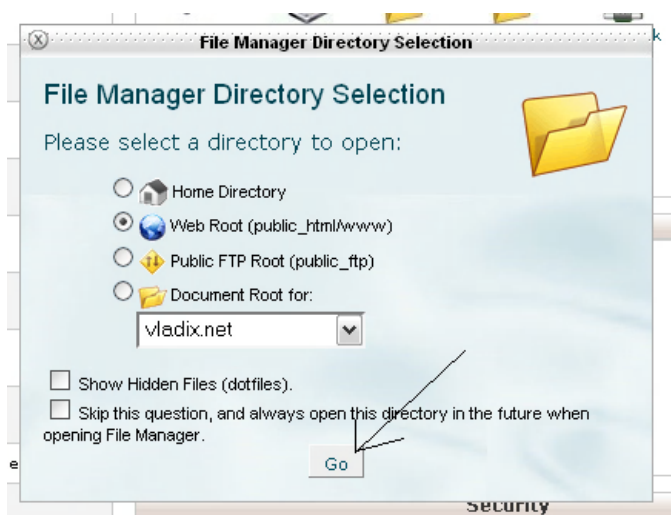 File Manager Directory Selection
k
File Manager Directory Selection
Please select a directory to open:
Home Directory
Web Root (public_html/www)
Public FTP Root (public_ftp)
Document Root for:
vladix.net
Show Hidden Files (dotfiles).
Skip this question, and always open this directory in the future when
opening File Manager.
Go
e
Security